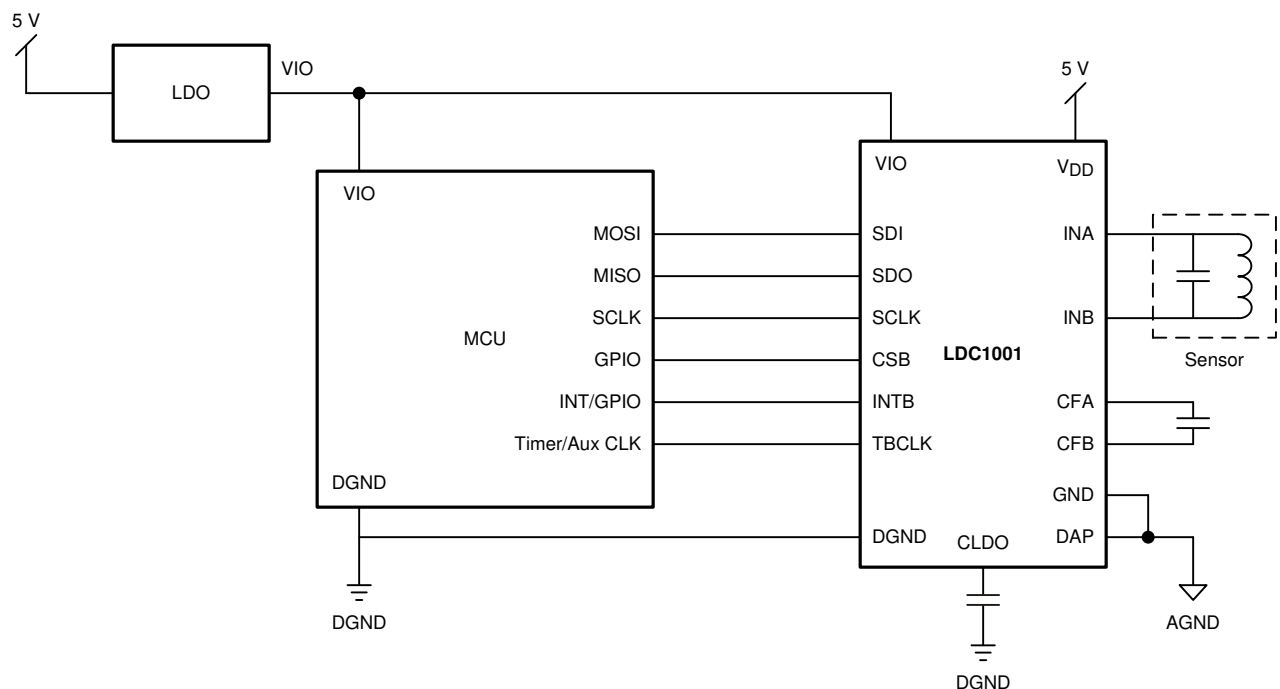 5 V
LDO
VIO
5 V
VIO
MOSI
MISO
SCLK
GPIO
INT/GPIO
Timer/Aux CLK
MCU
DGND
DGND
VIO
VDD
SDI
SDO
SCLK
CSB
INTB
TBCLK
DGND
LDC1001
INA
INB
CFA
CFB
GND
DAP
CLDO
Sensor
DGND
AGND